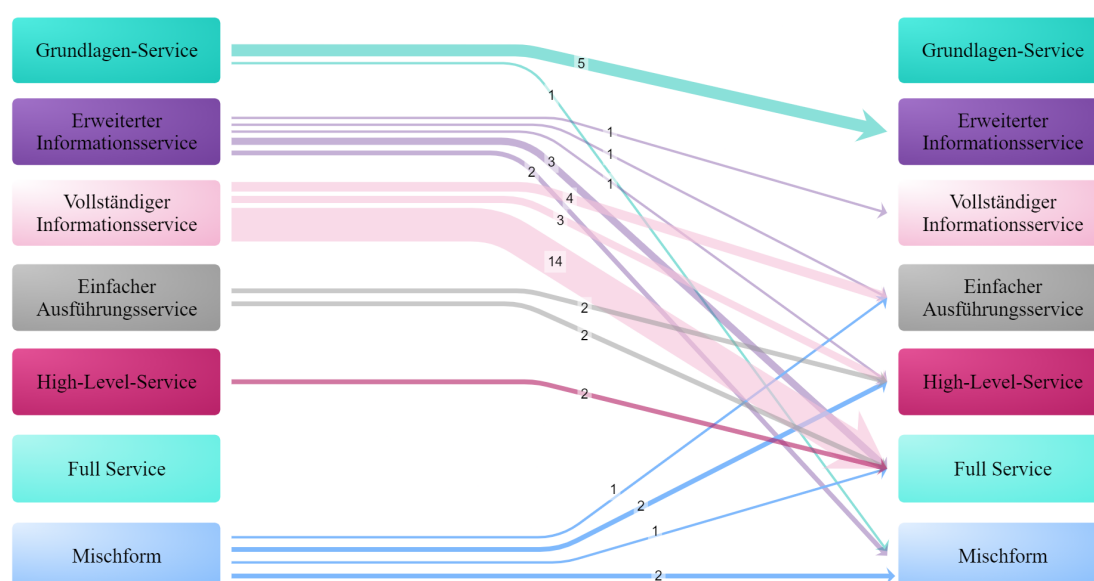 Grundlagen-Service
Erweiterter
Informationsservice
Vollständiger
Informationsservice
Einfacher
Ausführungsservice
High-Level-Service
Full Service
Mischform
5
1
1
1
1
3
2
4
3
14
2
2
2
1
2
1
2
Grundlagen-Service
Erweiterter
Informationsservice
Vollständiger
Informationsservice
Einfacher
Ausführungsservice
High-Level-Service
Full Service
Mischform